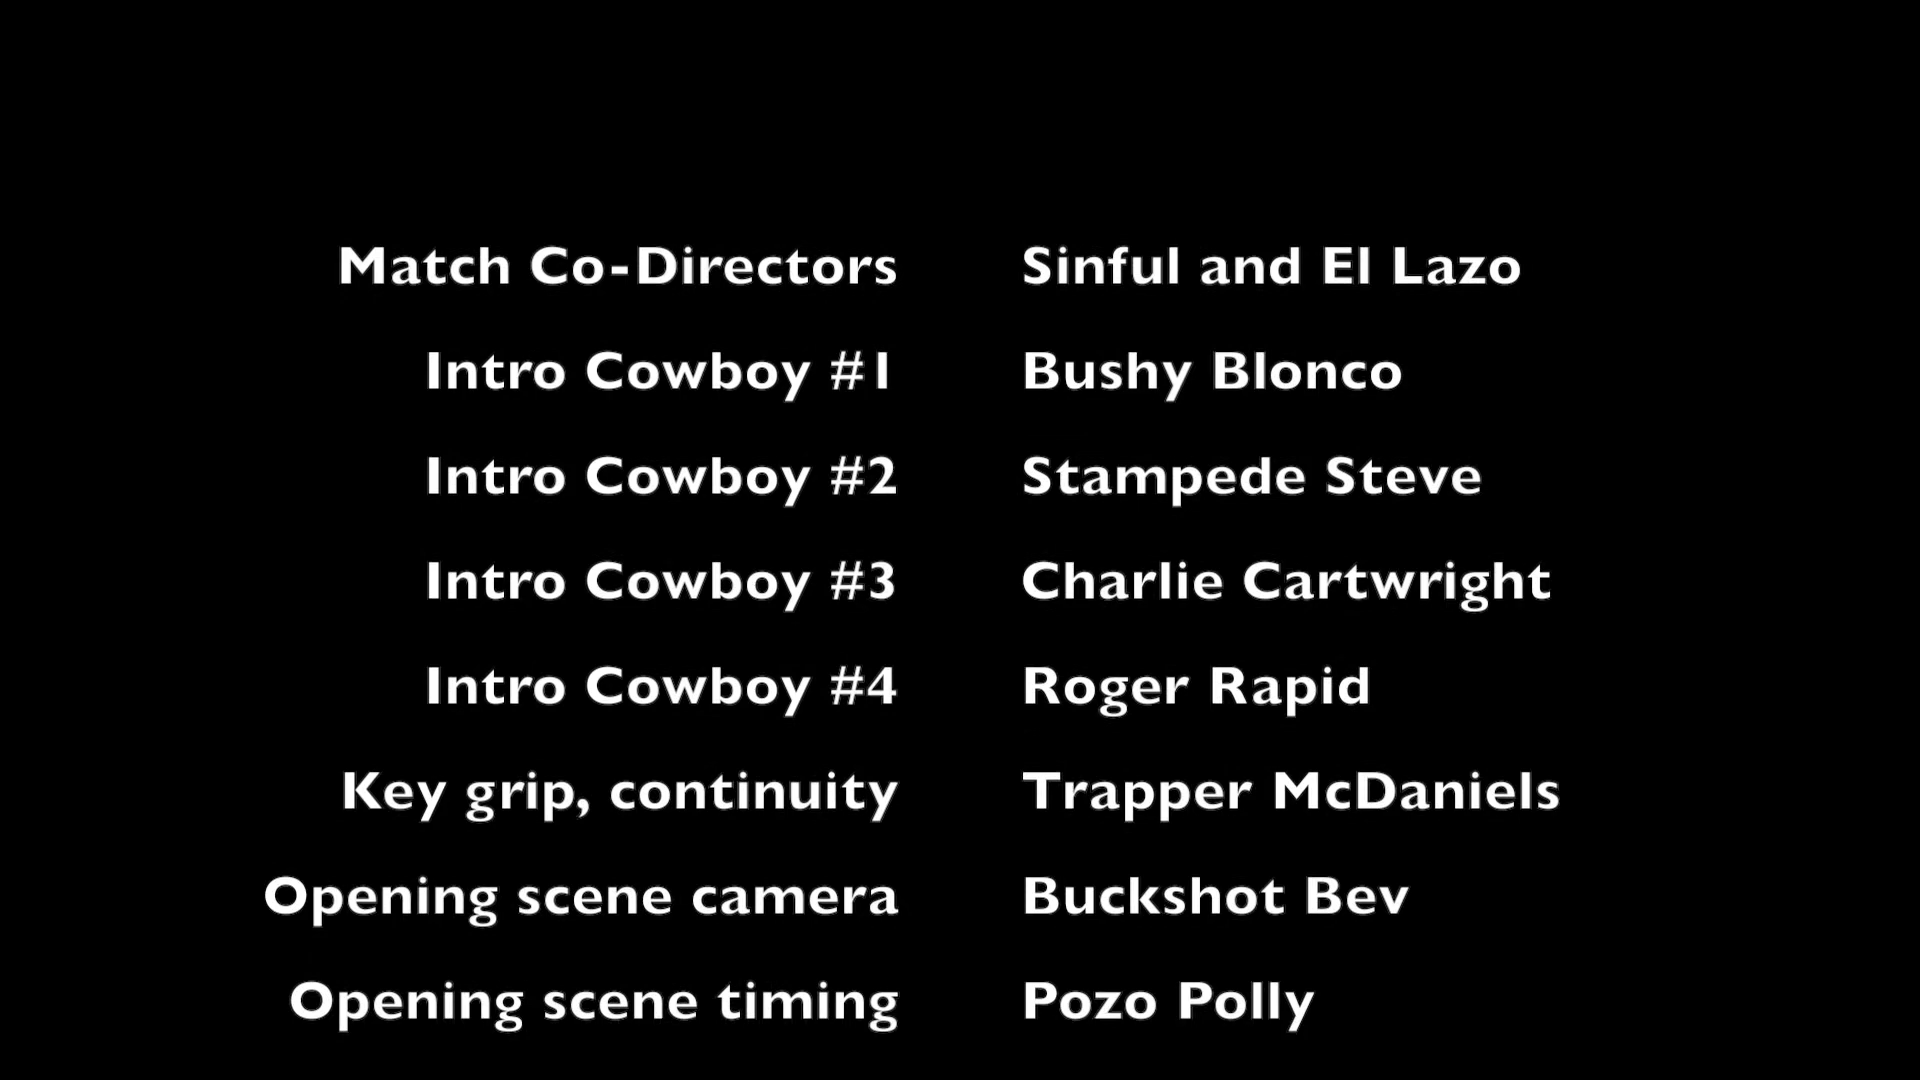 Match Co-Directors Sinful and El Lazo
Intro Cowboy #1 Bushy Blonco
Intro Cowboy #2 Stampede Steve
Intro Cowboy #3 Charlie Cartwright
Intro Cowboy #4 Roger Rapid
Key grip, continuity Trapper McDaniels
Opening scene camera Buckshot Bev
Opening scene timing Pozo Polly